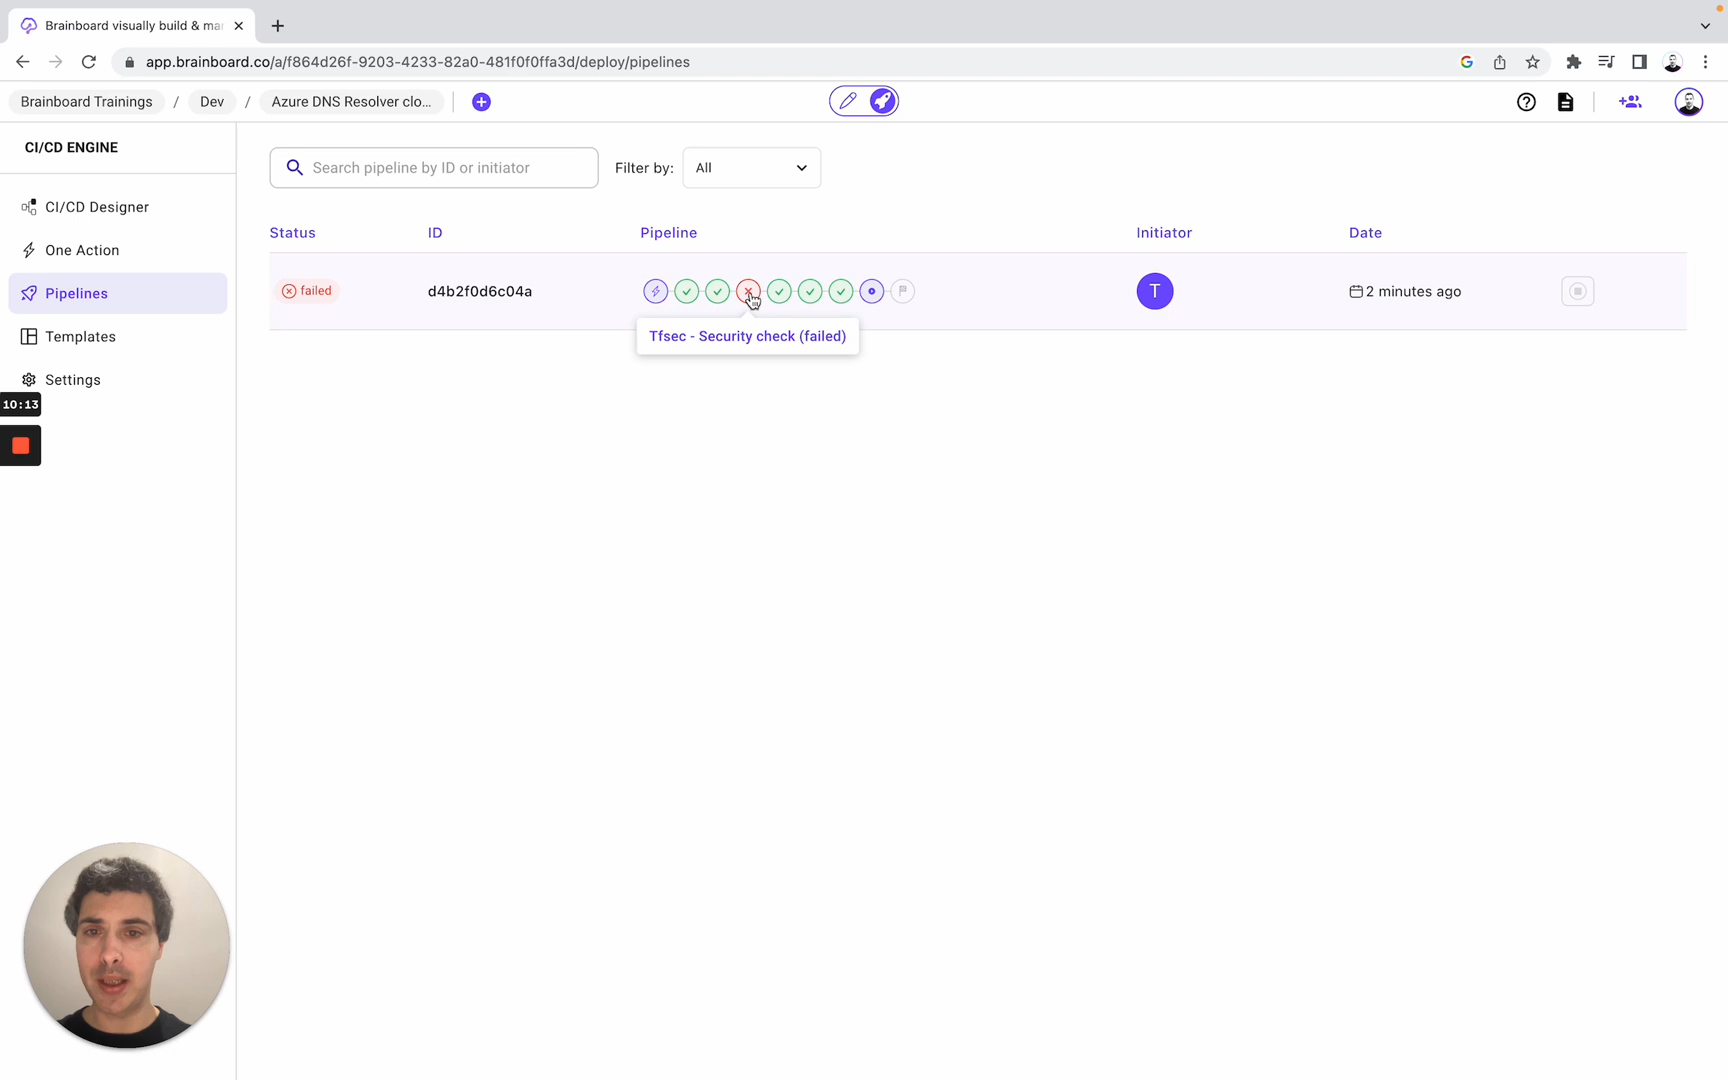 Brainboard visually build & ma
app.brainboard.co/a/f864d26f-9203-4233-82a0-481f0f0ffa3d/deploy/pipelines
Brainboard Trainings / Dev / Azure DNS Resolver clo...
CI/CD ENGINE
Search pipeline by ID or initiator
Filter by:
All
CI/CD Designer
One Action
Pipelines
Templates
Settings
10:13
Status
ID
Pipeline
Initiator
Date
failed
d4b2f0d6c04a
T
2 minutes ago
Tfsec - Security check (failed)